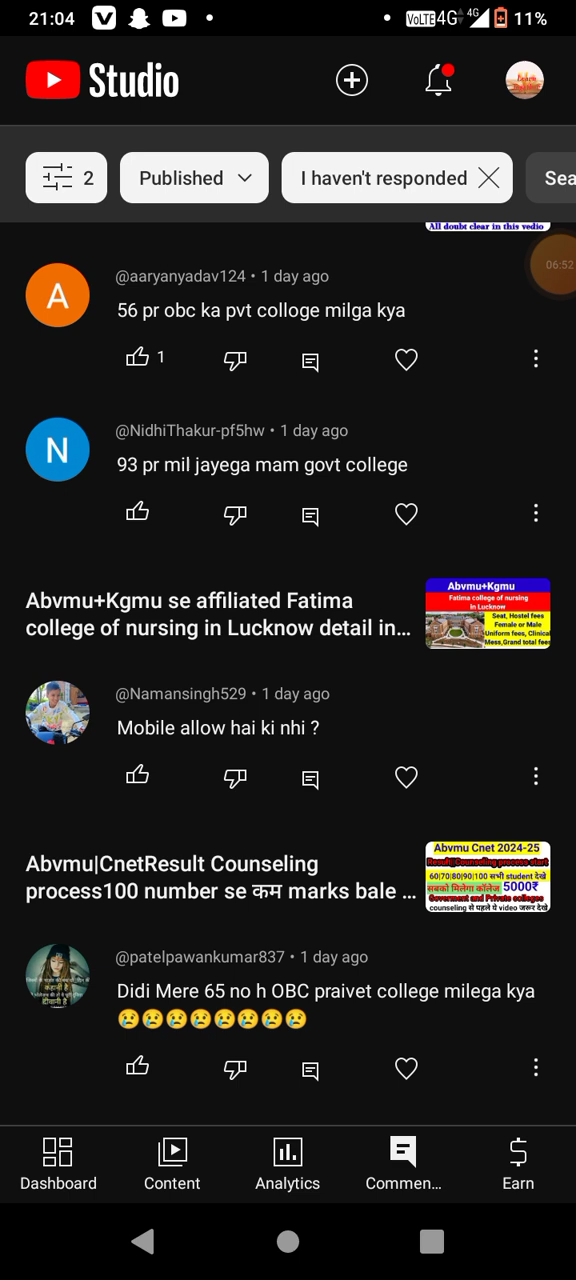 21:04
VoLTE 4G 4G 11%
Studio
2
Published
I haven't responded
Sea
All doubt clear in this vedio
06:52
A
@aaryanyadav124 • 1 day ago
56 pr obc ka pvt colloge milga kya
1
N
@NidhiThakur-pf5hw • 1 day ago
93 pr mil jayega mam govt college
Abvmu+Kgmu se affiliated Fatima
college of nursing in Lucknow detail in...
Abvmu+Kgmu
Fatima college of nursing
in Lucknow
Seat, Hostel fees
Female or Male
Uniform fees, Clinical
Mess,Grand total fees
@Namansingh529 • 1 day ago
Mobile allow hai ki nhi ?
Abvmu|CnetResult Counseling
process100 number se कम marks bale ...
Abvmu Cnet 2024-25
Result||Counseling process start
60|70|80|90|100 सभी student देखे
सबको मिलेगा कॉलेज 5000₹
Goverment and Private colleges
counseling से पहले ये video जरूर देखे
@patelpawankumar837 • 1 day ago
Didi Mere 65 no h OBC praivet college milega kya
😢😢😢😢😢😢😢😢
Dashboard
Content
Analytics
Commen...
Earn